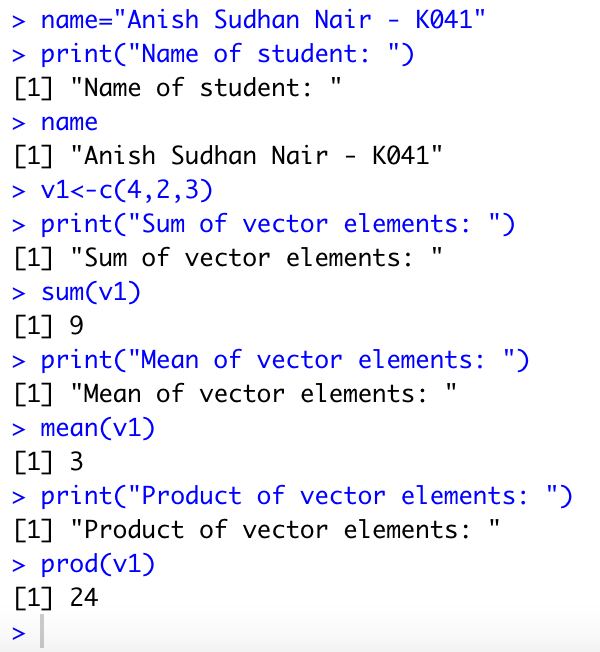 > name="Anish Sudhan Nair - K041"
> print("Name of student: ")
[1] "Name of student: "
> name
[1] "Anish Sudhan Nair - K041"
> v1<-c(4,2,3)
> print("Sum of vector elements: ")
[1] "Sum of vector elements: "
> sum(v1)
[1] 9
> print("Mean of vector elements: ")
[1] "Mean of vector elements: "
> mean(v1)
[1] 3
> print("Product of vector elements: ")
[1] "Product of vector elements: "
> prod(v1)
[1] 24
>